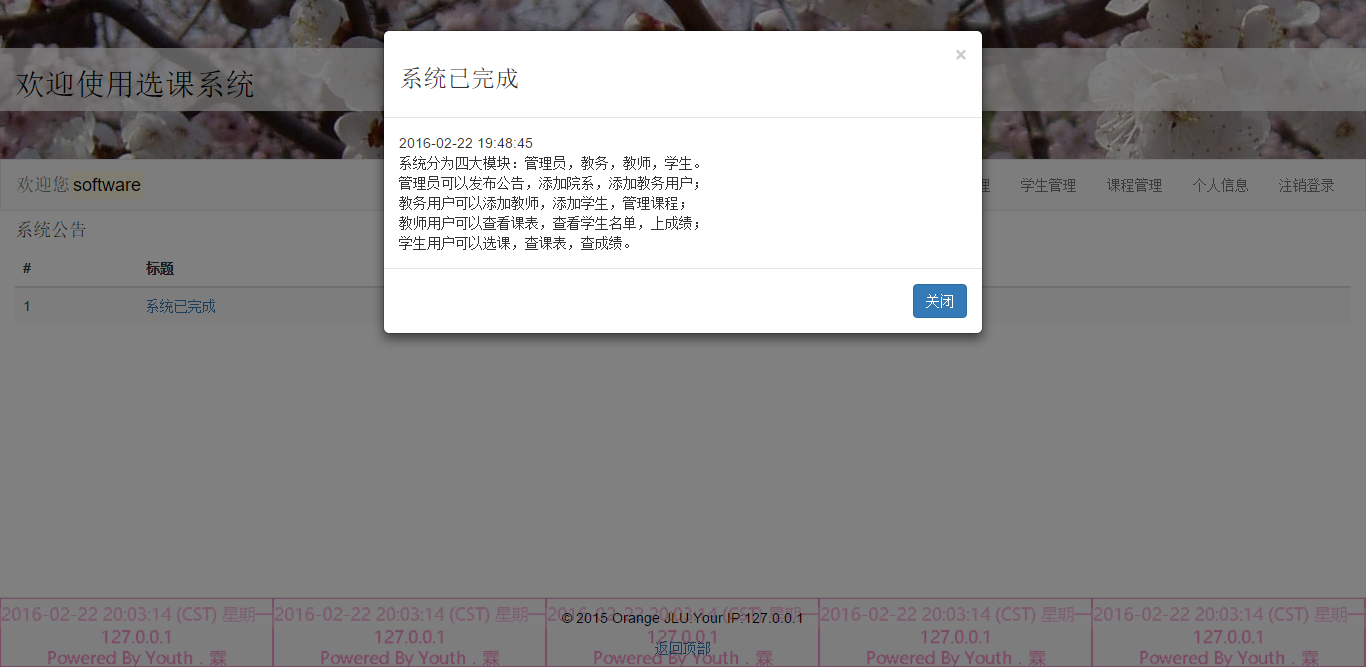 欢迎使用选课系统
×
系统已完成
2016-02-22 19:48:45
系统分为四大模块：管理员，教务，教师，学生。
管理员可以发布公告，添加院系，添加教务用户；
教务用户可以添加教师，添加学生，管理课程；
教师用户可以查看课表，查看学生名单，上成绩；
学生用户可以选课，查课表，查成绩。
关闭
欢迎您 software
理 学生管理 课程管理 个人信息 注销登录
系统公告
# 标题
1 系统已完成
2016-02-22 20:03:14 (CST) 星期一 2016-02-22 20:03:14 (CST) 星期一 2016-02-22 20:03:14 (CST) 星期一 2016-02-22 20:03:14 (CST) 星期一 2016-02-22 20:03:14 (CST) 星期一
© 2015 Orange JLU.Your IP:127.0.0.1
127.0.0.1 127.0.0.1 127.0.0.1 127.0.0.1 127.0.0.1
返回顶部
Powered By Youth . 霖 Powered By Youth . 霖 Powered By Youth . 霖 Powered By Youth . 霖 Powered By Youth . 霖